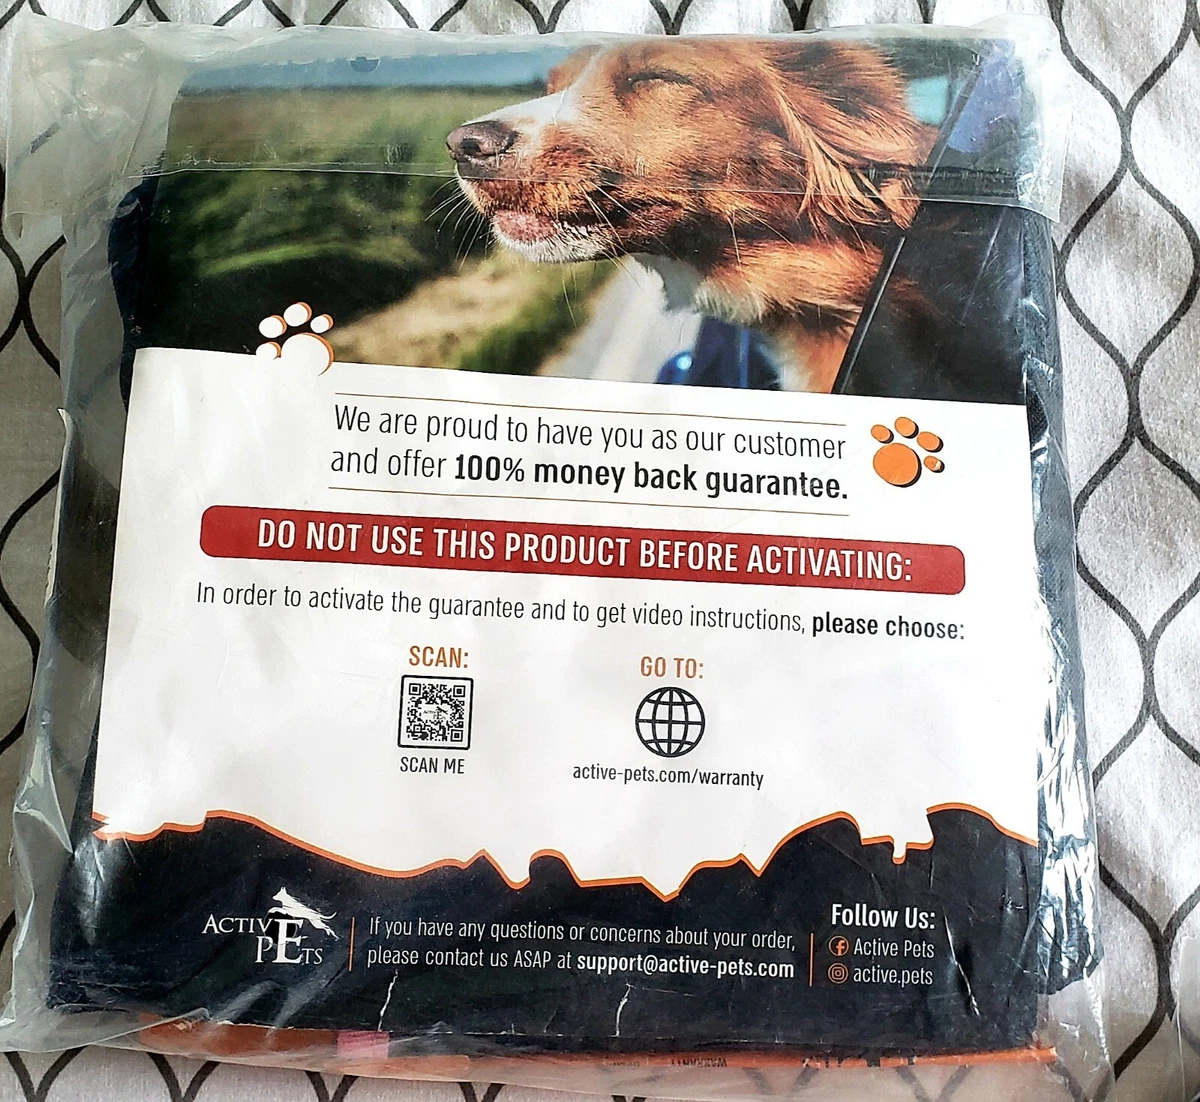 We are proud to have you as our customer
and offer 100% money back guarantee.
DO NOT USE THIS PRODUCT BEFORE ACTIVATING:
In order to activate the guarantee and to get video instructions, please choose:
SCAN:
SCAN ME
GO TO:
active-pets.com/warranty
ACTIVE
PETS
If you have any questions or concerns about your order,
please contact us ASAP at support@active-pets.com
Follow Us:
Active Pets
active.pets